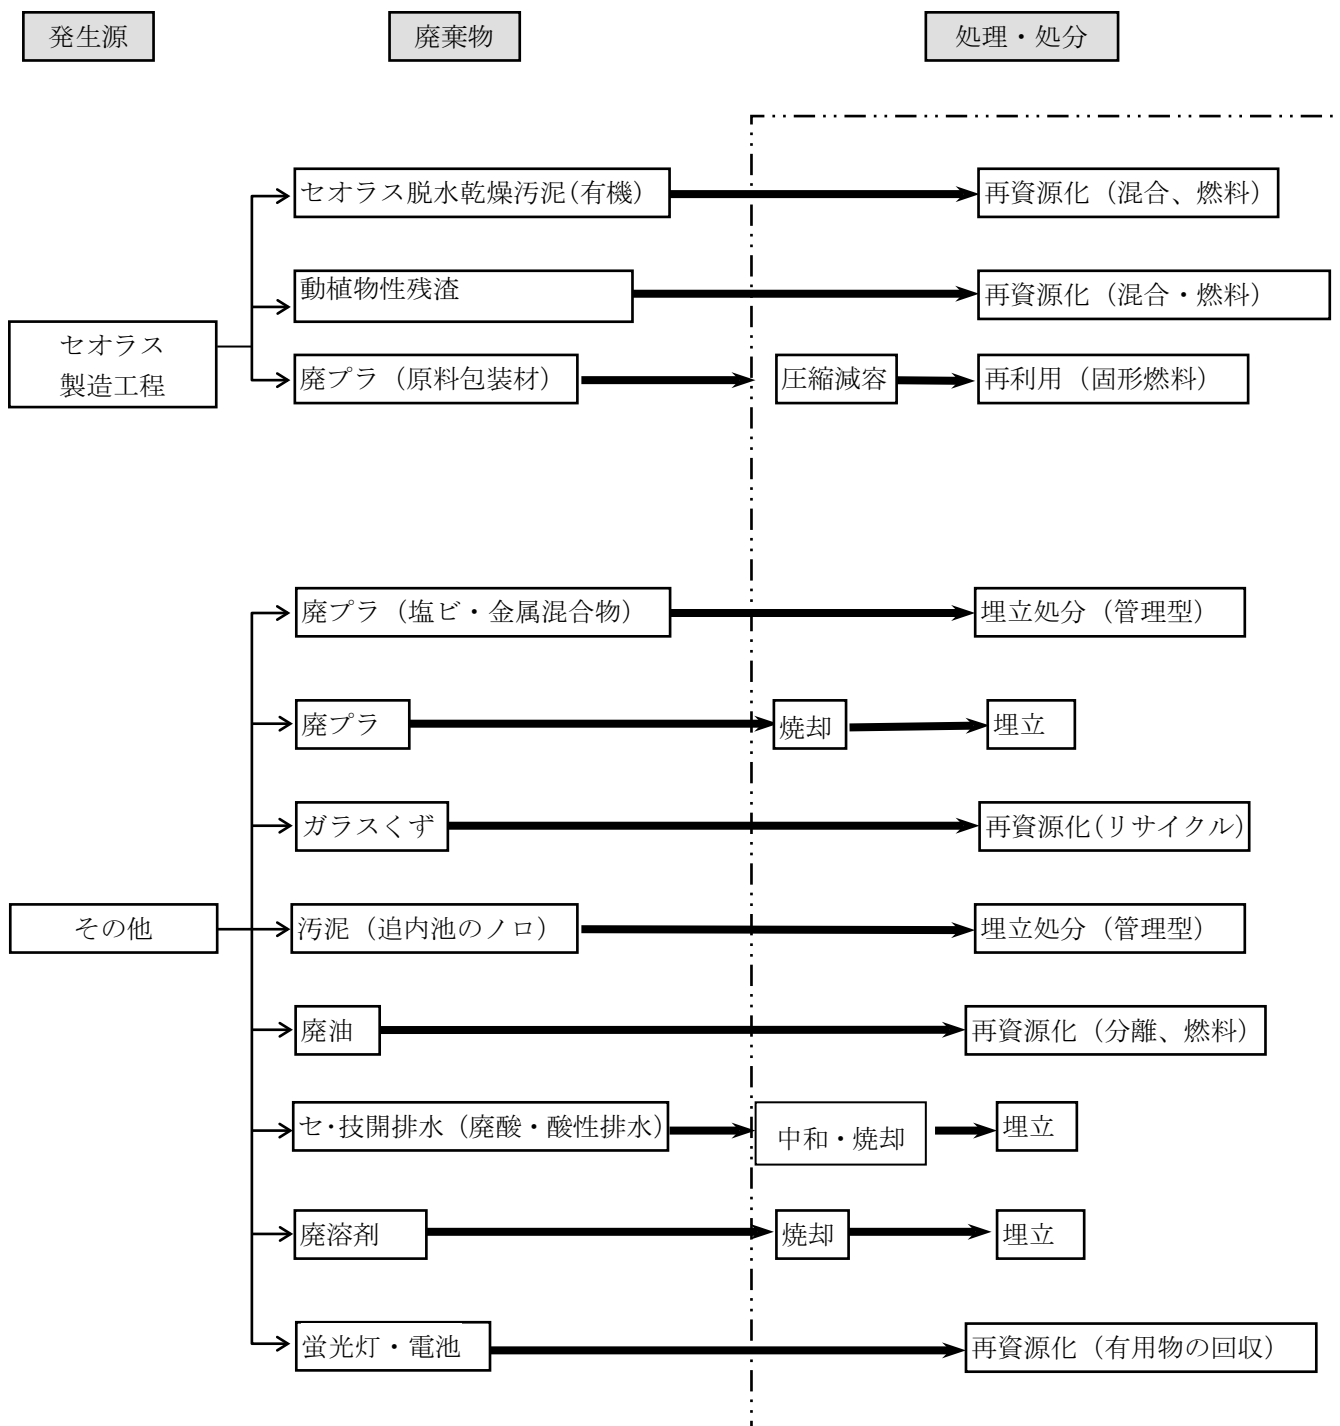 発生源
廃棄物
処理・処分
セオラス脱水乾燥汚泥(有機)
再資源化（混合、燃料）
動植物性残渣
再資源化（混合・燃料）
セオラス
製造工程
廃プラ（原料包装材）
圧縮減容
再利用（固形燃料）
廃プラ（塩ビ・金属混合物）
埋立処分（管理型）
廃プラ
焼却
埋立
ガラスくず
再資源化(リサイクル)
その他
汚泥（追内池のノロ）
埋立処分（管理型）
廃油
再資源化（分離、燃料）
セ・技開排水（廃酸・酸性排水）
中和・焼却
埋立
廃溶剤
焼却
埋立
蛍光灯・電池
再資源化（有用物の回収）